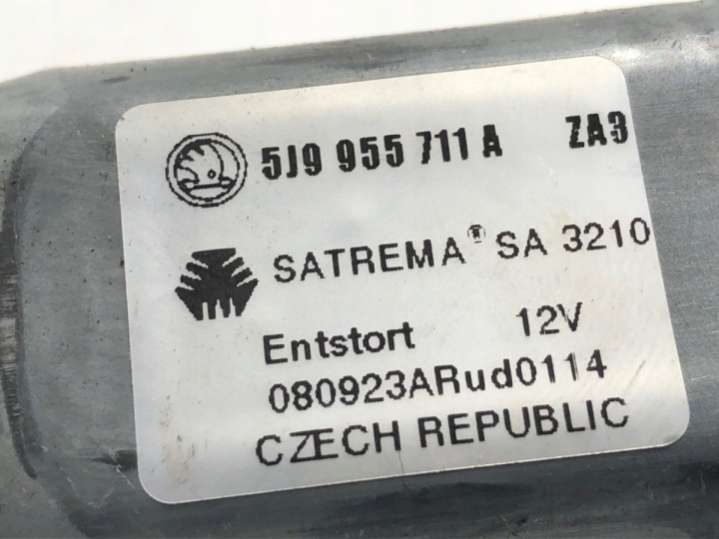 5J9 955 711 A ZA3
SATREMA® SA 3210
Entstort 12V
080923ARud0114
CZECH REPUBLIC